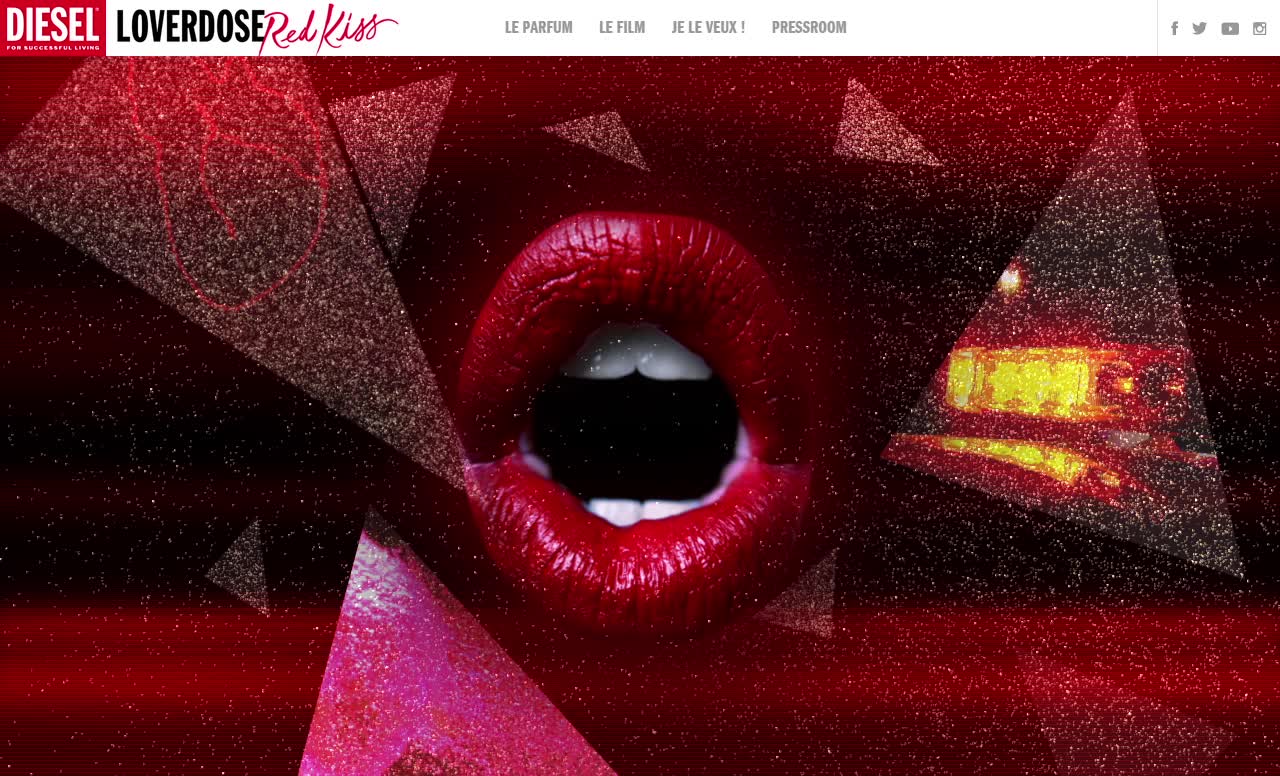 DIESEL
FOR SUCCESSFUL LIVING
LOVERDOSE Red Kiss
LE PARFUM LE FILM JE LE VEUX ! PRESSROOM